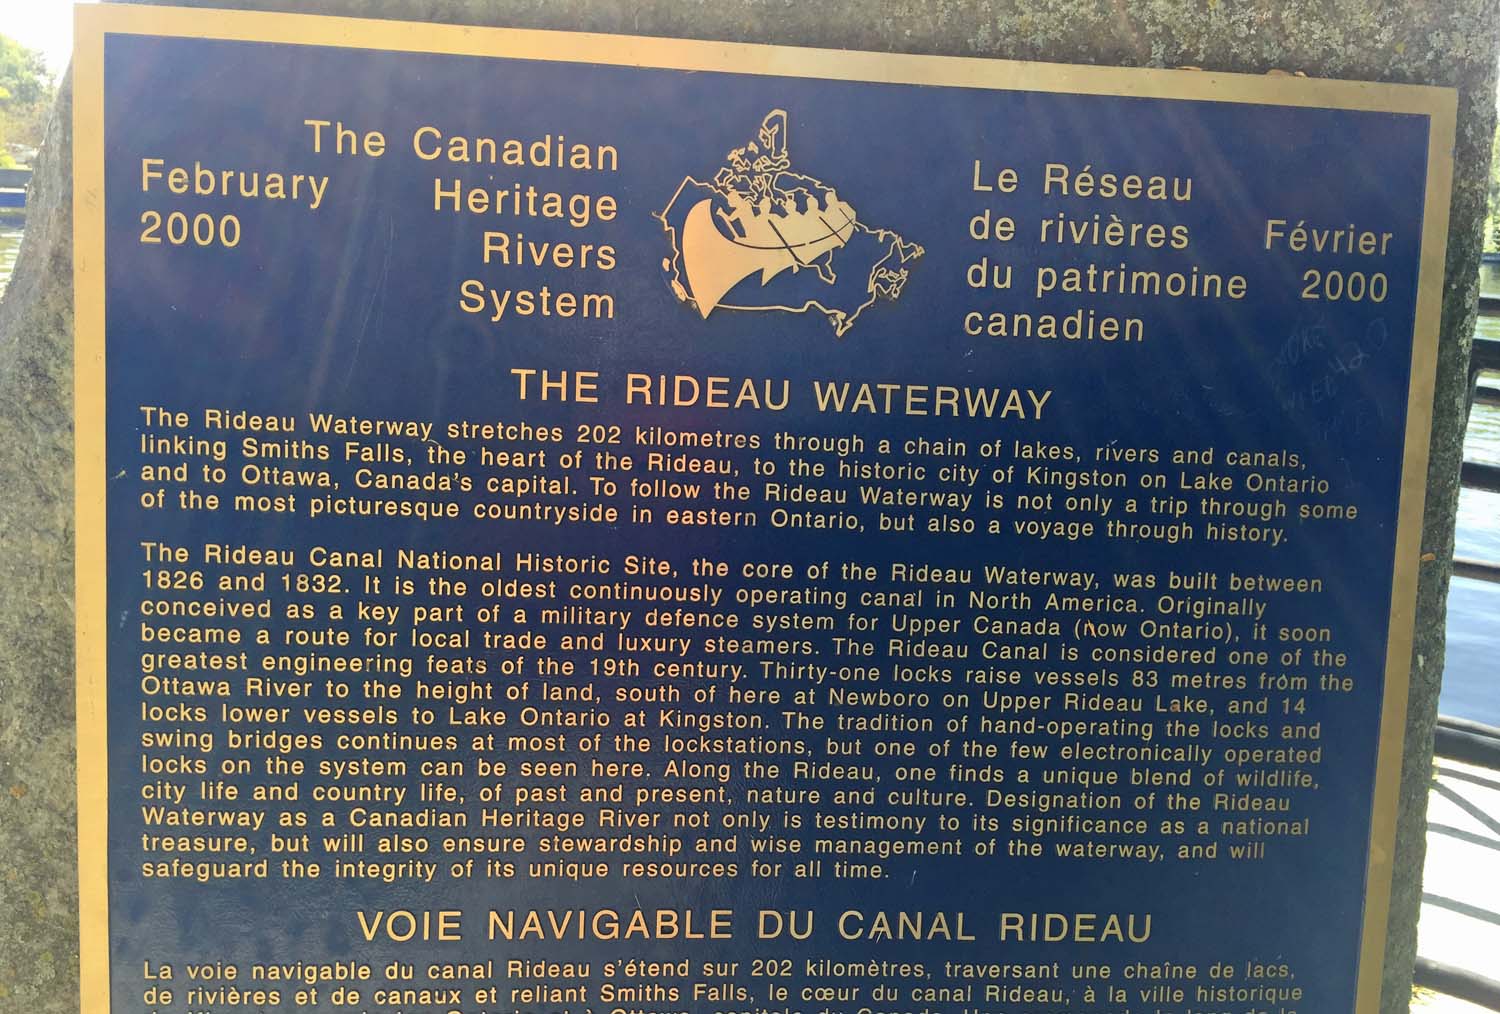 The Canadian
Heritage
Rivers
System
February
2000
Le Réseau
de rivières
du patrimoine
canadien
Février
2000
THE RIDEAU WATERWAY
The Rideau Waterway stretches 202 kilometres through a chain of lakes, rivers and canals,
linking Smiths Falls, the heart of the Rideau, to the historic city of Kingston on Lake Ontario
and to Ottawa, Canada's capital. To follow the Rideau Waterway is not only a trip through some
of the most picturesque countryside in eastern Ontario, but also a voyage through history.
The Rideau Canal National Historic Site, the core of the Rideau Waterway, was built between
1826 and 1832. It is the oldest continuously operating canal in North America. Originally
conceived as a key part of a military defence system for Upper Canada (now Ontario), it soon
became a route for local trade and luxury steamers. The Rideau Canal is considered one of the
greatest engineering feats of the 19th century. Thirty-one locks raise vessels 83 metres from the
Ottawa River to the height of land, south of here at Newboro on Upper Rideau Lake, and 14
locks lower vessels to Lake Ontario at Kingston. The tradition of hand-operating the locks and
swing bridges continues at most of the lockstations, but one of the few electronically operated
locks on the system can be seen here. Along the Rideau, one finds a unique blend of wildlife,
city life and country life, of past and present, nature and culture. Designation of the Rideau
Waterway as a Canadian Heritage River not only is testimony to its significance as a national
treasure, but will also ensure stewardship and wise management of the waterway, and will
safeguard the integrity of its unique resources for all time.
VOIE NAVIGABLE DU CANAL RIDEAU
La voie navigable du canal Rideau s'étend sur 202 kilomètres, traversant une chaîne de lacs,
de rivières et de canaux et reliant Smiths Falls, le cœur du canal Rideau, à la ville historique